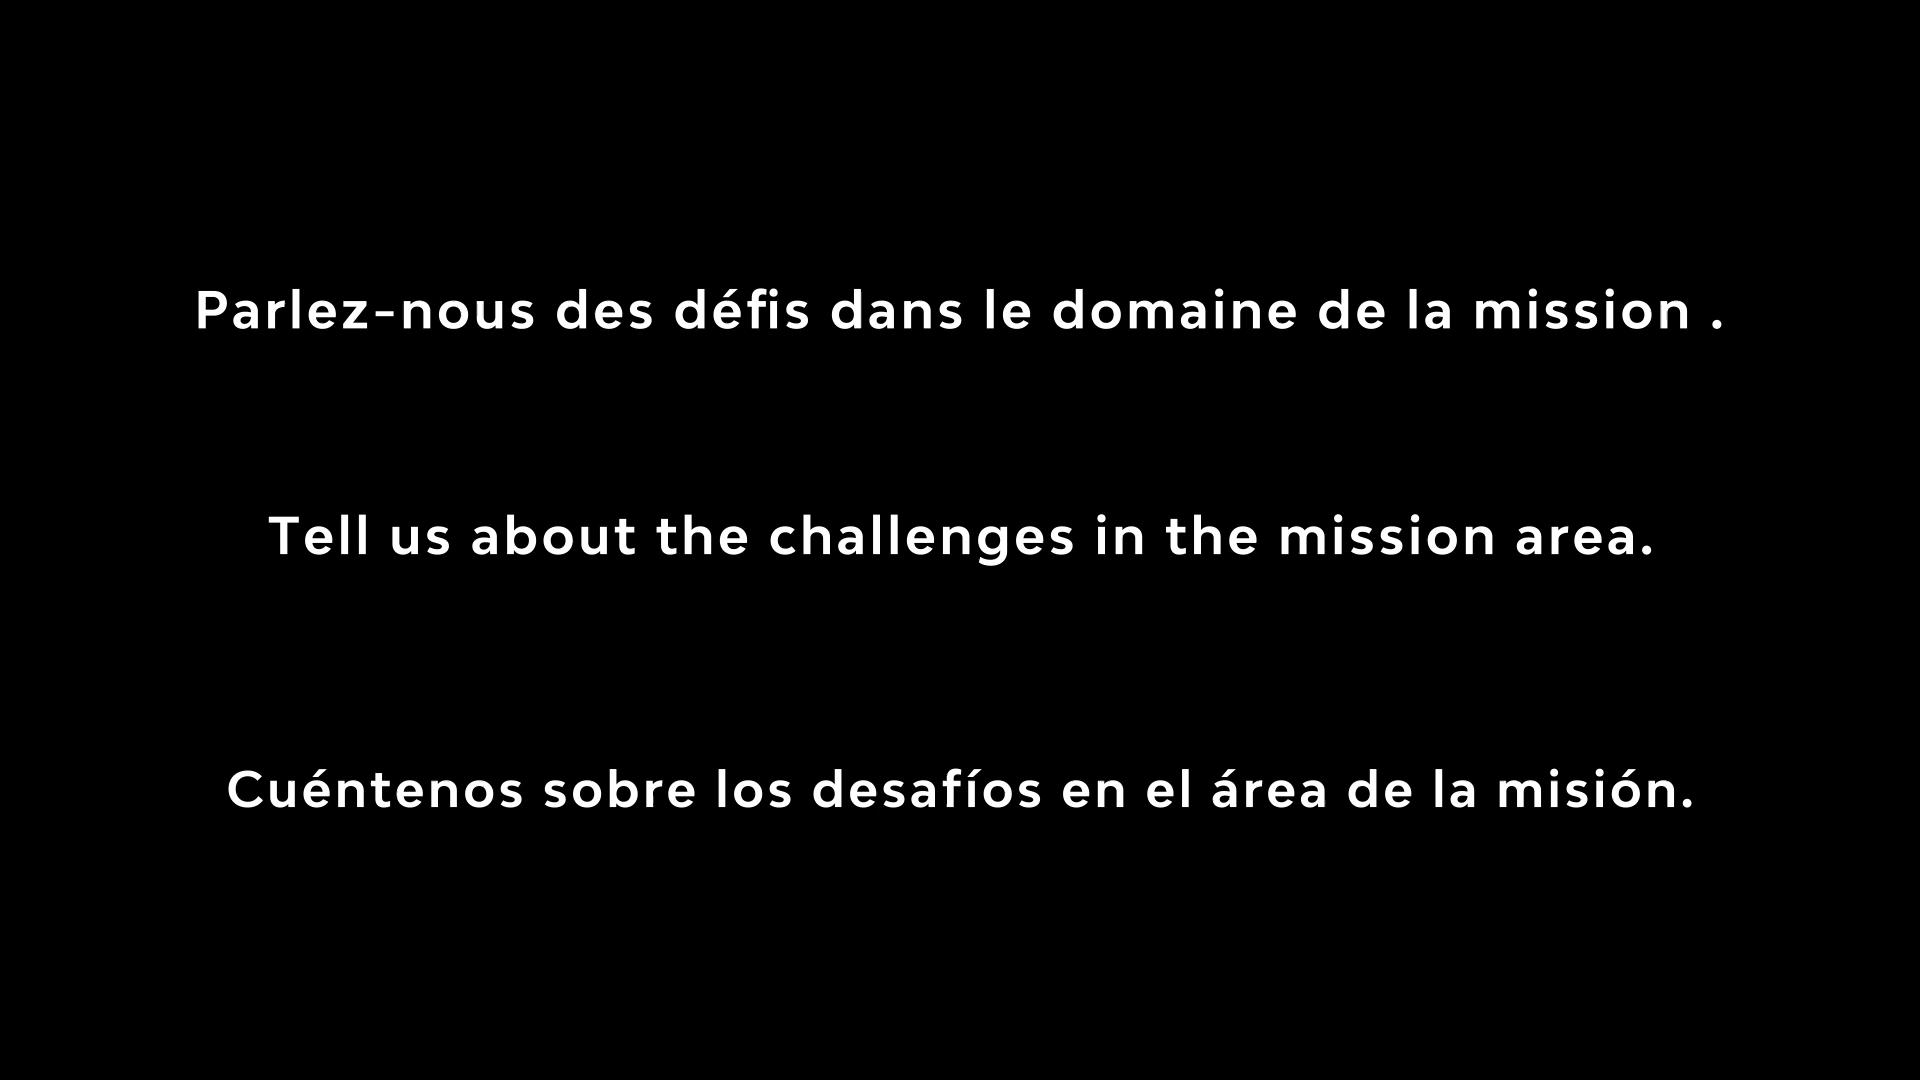 Parlez-nous des défis dans le domaine de la mission .
Tell us about the challenges in the mission area.
Cuéntenos sobre los desafíos en el área de la misión.